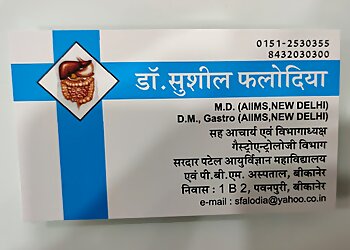 0151-2530355
8432030300
डॉ. सुशील फलोदिया
M.D. (AIIMS,NEW DELHI)
D.M., Gastro (AIIMS,NEW DELHI)
सह आचार्य एवं विभागाध्यक्ष
गैस्ट्रोएन्ट्रोलोजी विभाग
सरदार पटेल आयुर्विज्ञान महाविद्यालय
एवं पी.बी.एम. अस्पताल, बीकानेर
निवास : 1 B 2, पवनपुरी, बीकानेर
e-mail : sfalodia@yahoo.co.in